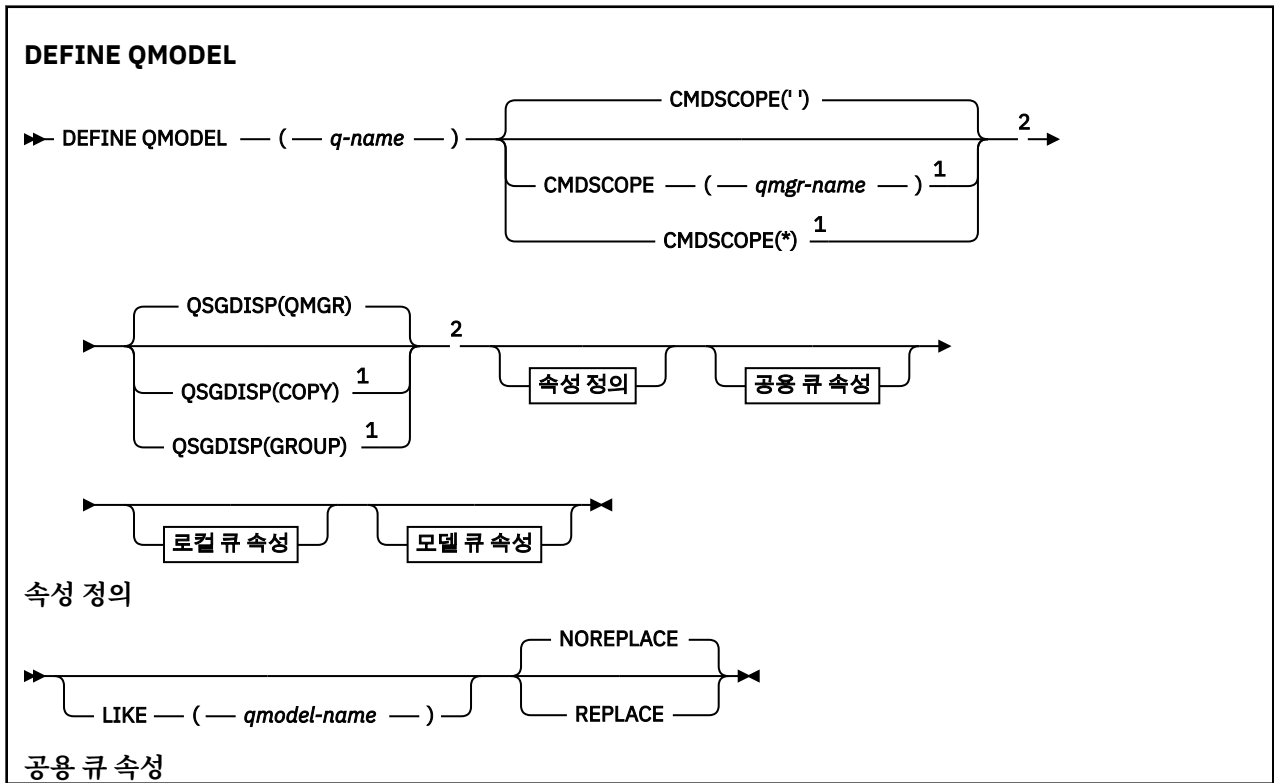 DEFINE QMODEL
CMDSCOPE(' ')
DEFINE QMODEL ( q-name ) 2
CMDSCOPE ( qmgr-name ) 1
CMDSCOPE(*) 1
QSGDISP(QMGR)
2
QSGDISP(COPY) 1 속성 정의 공용 큐 속성
QSGDISP(GROUP) 1
로컬 큐 속성 모델 큐 속성
속성 정의
NOREPLACE
LIKE ( qmodel-name ) REPLACE
공용 큐 속성